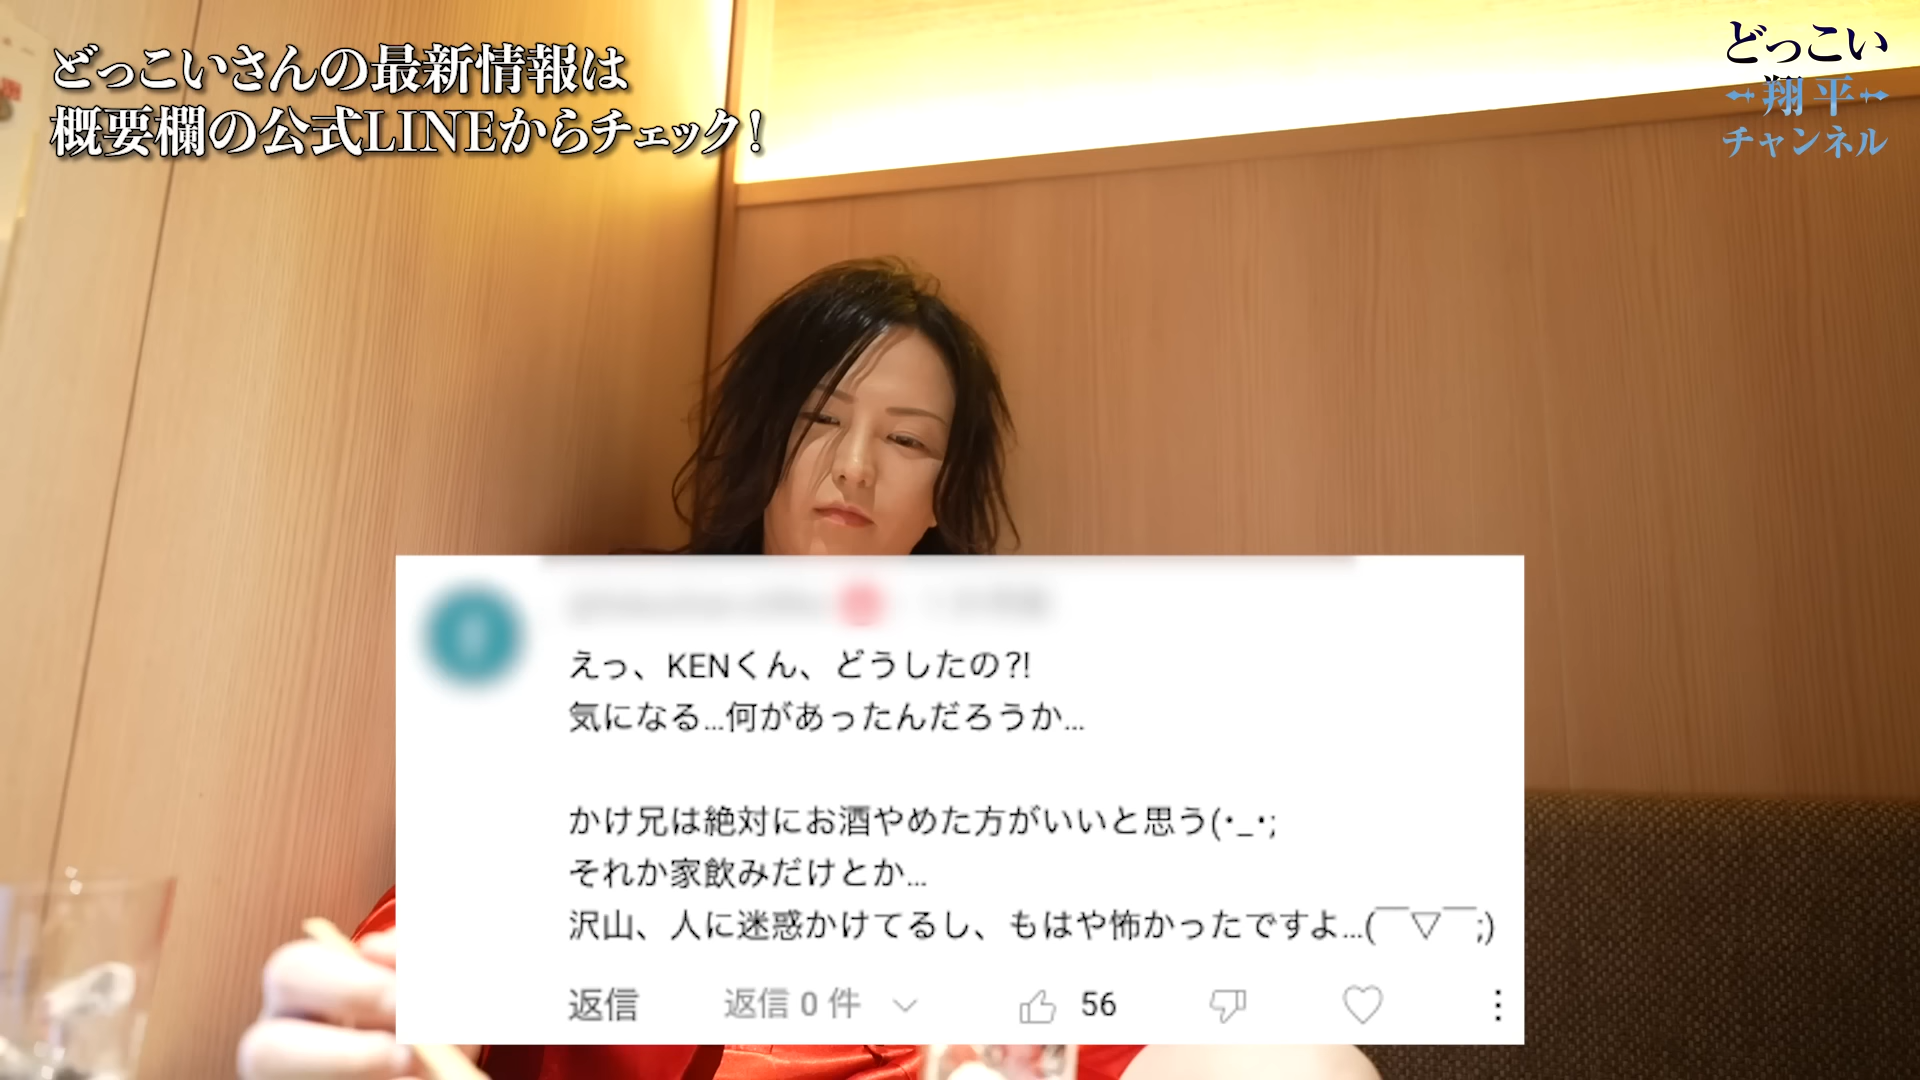 どっこいさんの最新情報は
概要欄の公式LINEからチェック！
どっこい
翔平
チャンネル
えっ、KENくん、どうしたの?!
気になる...何があったんだろうか...
かけ兄は絶対にお酒やめた方がいいと思う(･_･;
それか家飲みだけとか...
沢山、人に迷惑かけてるし、もはや怖かったですよ...(￣▽￣;)
返信
返信 0 件
56